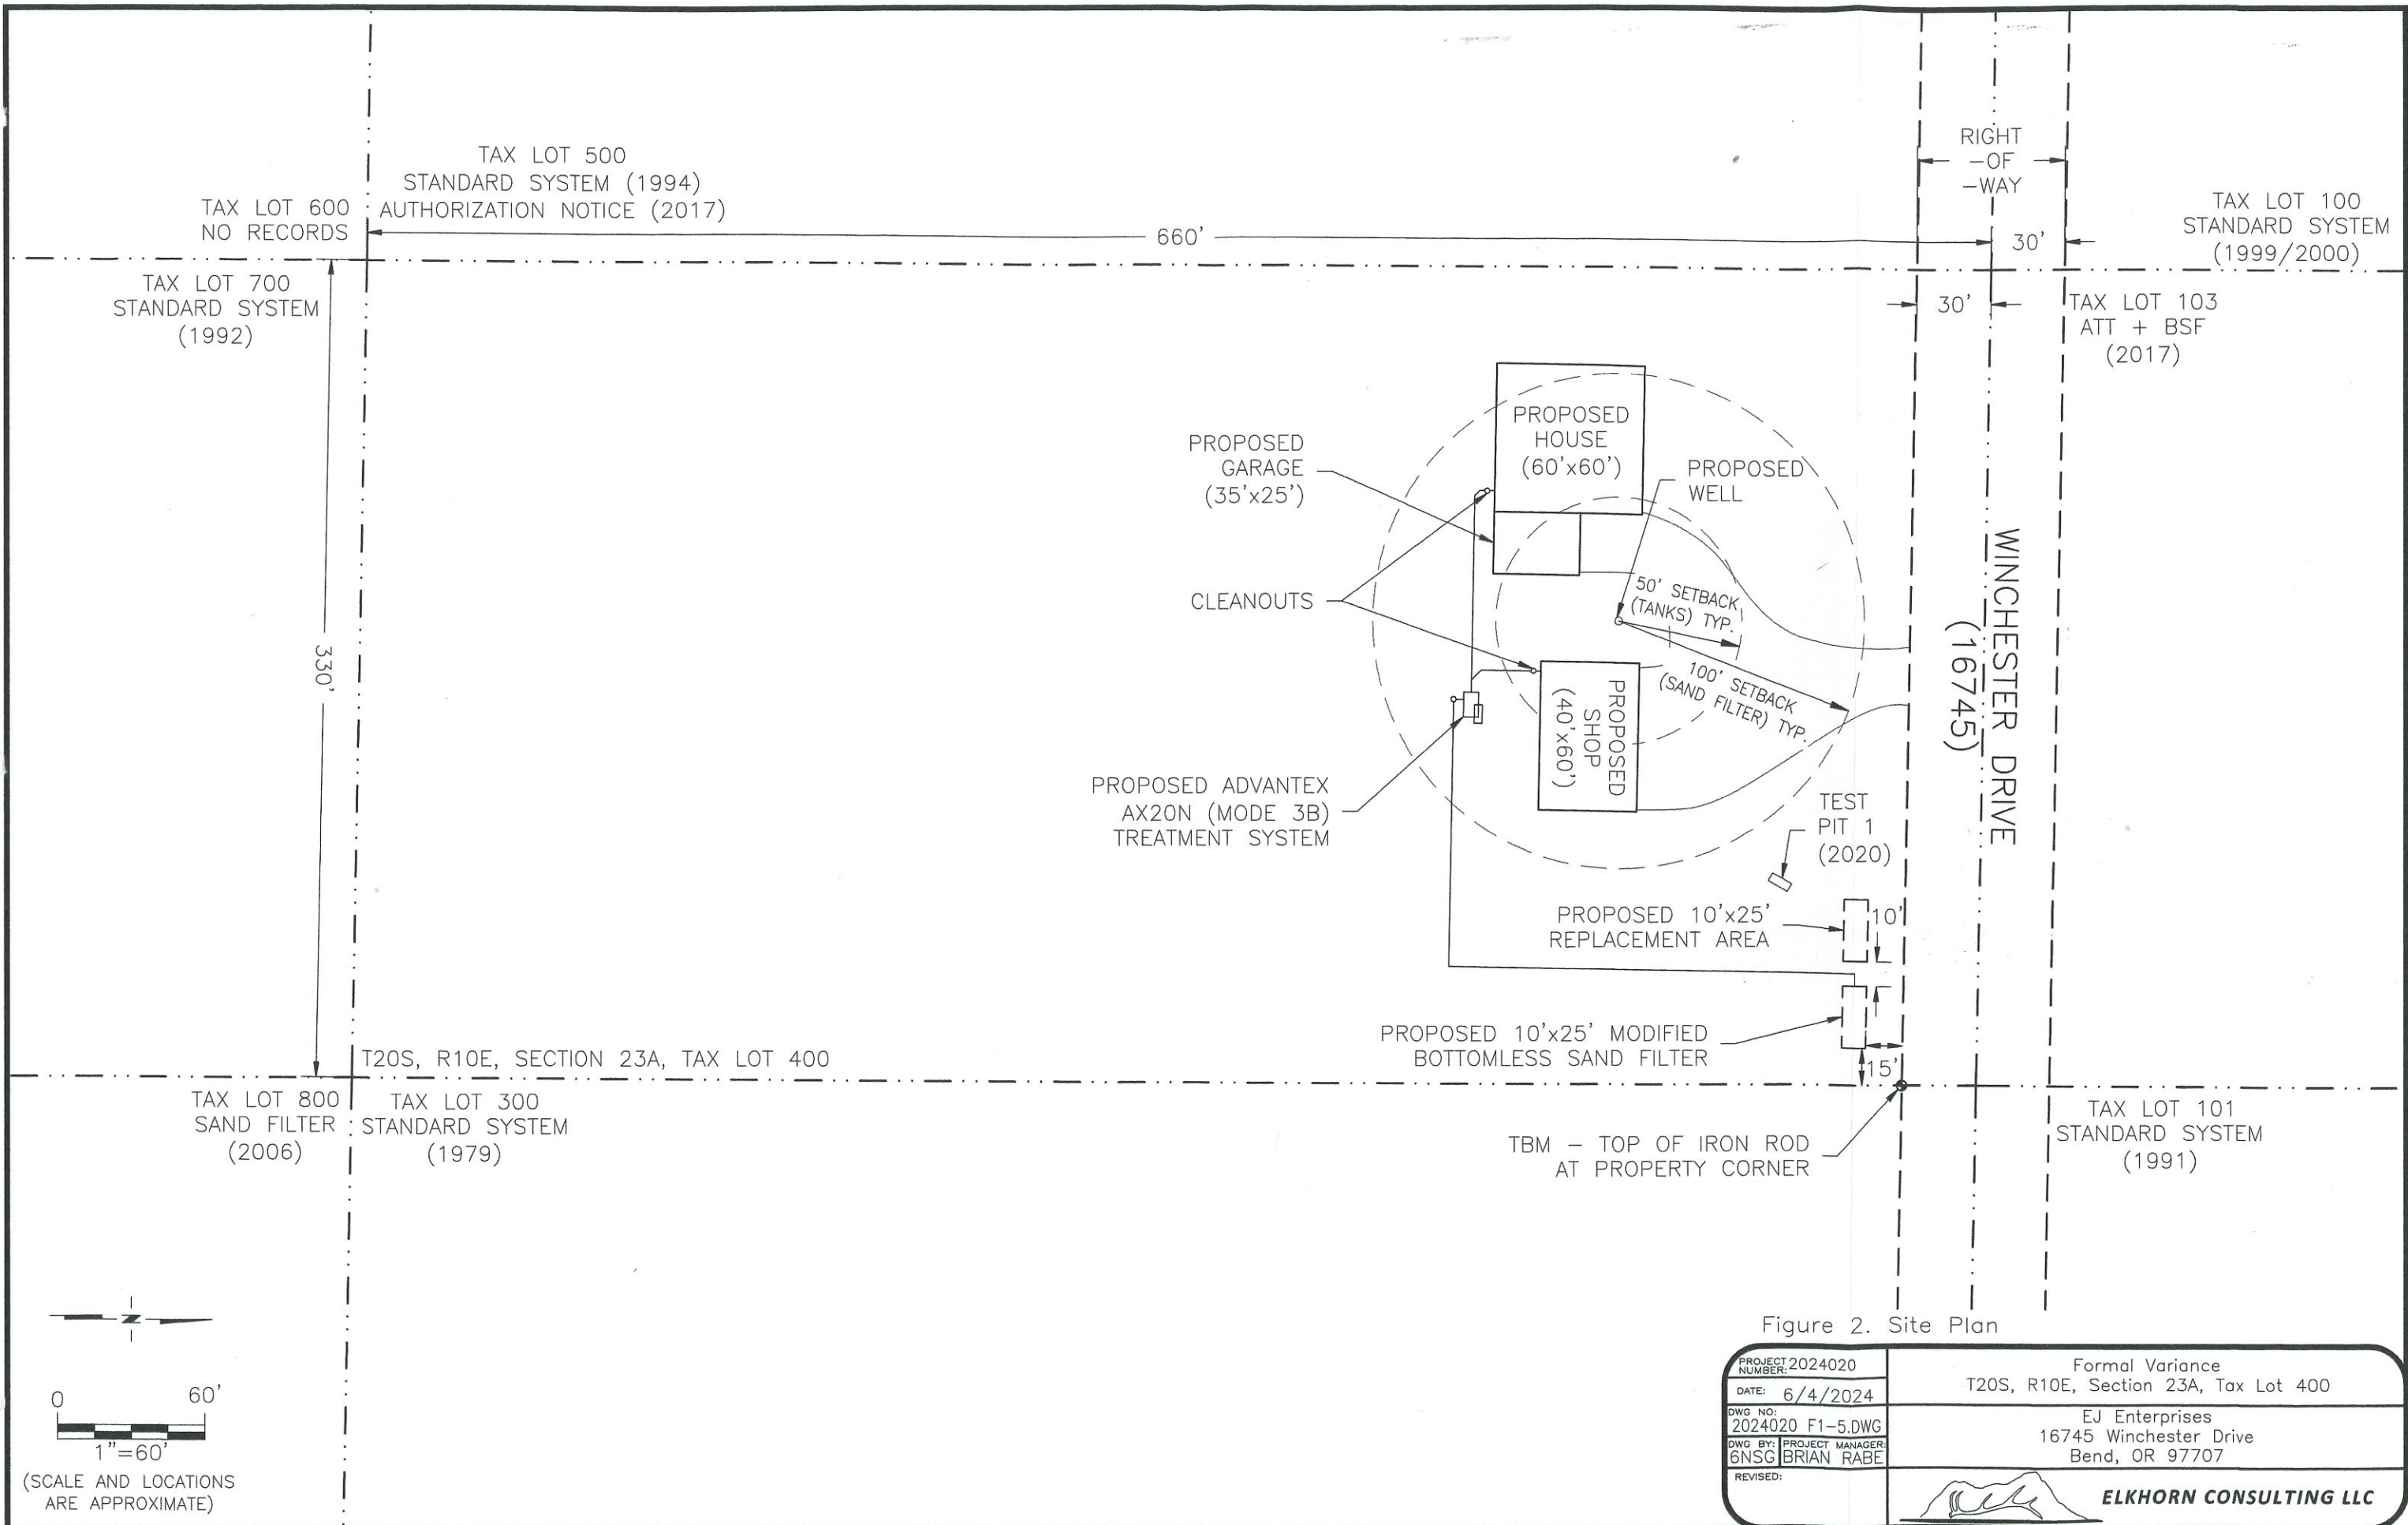 RIGHT
-OF
-WAY
TAX LOT 500
STANDARD SYSTEM (1994)
AUTHORIZATION NOTICE (2017)
TAX LOT 600
NO RECORDS
TAX LOT 100
STANDARD SYSTEM
(1999/2000)
660'
30'
TAX LOT 700
STANDARD SYSTEM
(1992)
30'
TAX LOT 103
ATT + BSF
(2017)
PROPOSED
HOUSE
(60'x60')
PROPOSED
GARAGE
(35'x25')
PROPOSED
WELL
CLEANOUTS
50' SETBACK
(TANKS) TYP.
100' SETBACK
(SAND FILTER) TYP.
WINCHESTER DRIVE
(16745)
330'
PROPOSED
SHOP
(40'x60')
PROPOSED ADVANTEX
AX20N (MODE 3B)
TREATMENT SYSTEM
TEST
PIT 1
(2020)
PROPOSED 10'x25'
REPLACEMENT AREA
10'
PROPOSED 10'x25' MODIFIED
BOTTOMLESS SAND FILTER
15'
T20S, R10E, SECTION 23A, TAX LOT 400
TAX LOT 800
SAND FILTER
(2006)
TAX LOT 300
STANDARD SYSTEM
(1979)
TBM - TOP OF IRON ROD
AT PROPERTY CORNER
TAX LOT 101
STANDARD SYSTEM
(1991)
Z
0 60'
1"=60'
(SCALE AND LOCATIONS
ARE APPROXIMATE)
Figure 2. Site Plan
PROJECT NUMBER: 2024020
DATE: 6/4/2024
DWG NO:
2024020 F1-5.DWG
DWG BY:
6NSG
PROJECT MANAGER:
BRIAN RABE
REVISED:
Formal Variance
T20S, R10E, Section 23A, Tax Lot 400
EJ Enterprises
16745 Winchester Drive
Bend, OR 97707
ELKHORN CONSULTING LLC